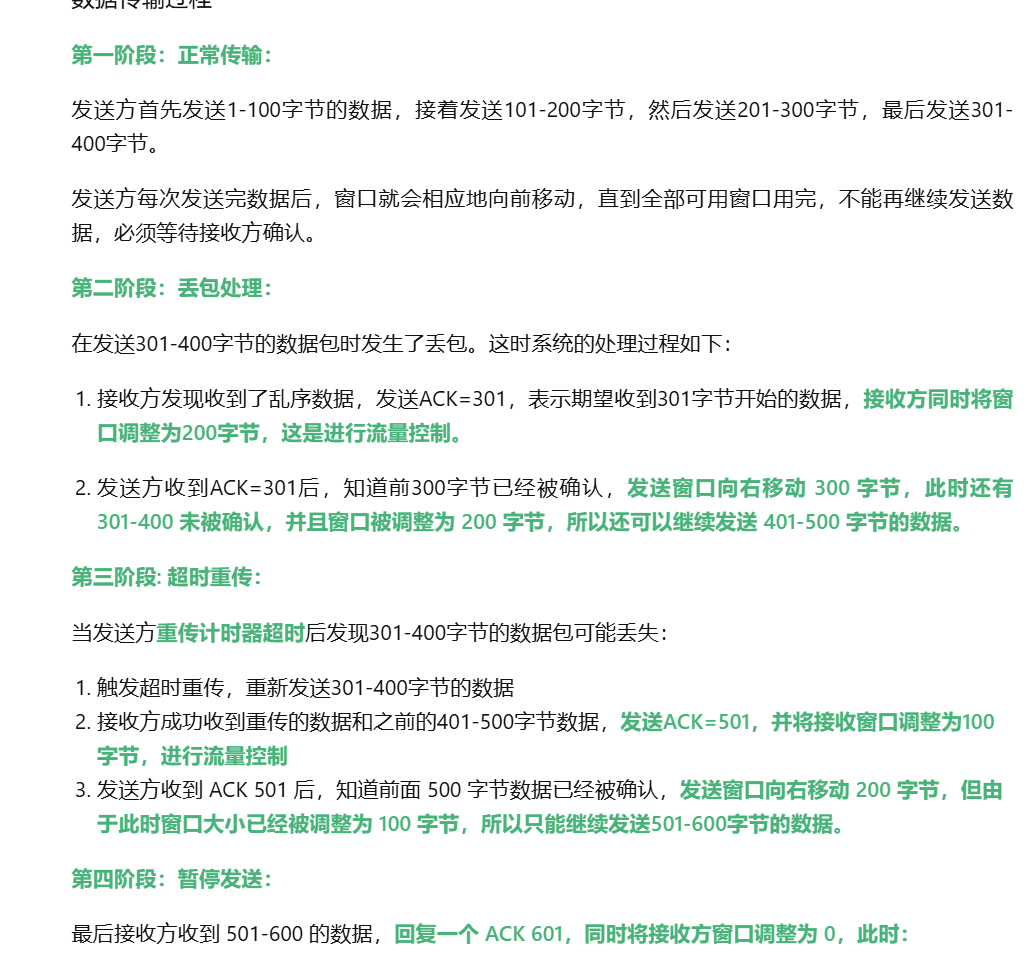 数据传输过程
第一阶段：正常传输：
发送方首先发送1-100字节的数据，接着发送101-200字节，然后发送201-300字节，最后发送301-
400字节。
发送方每次发送完数据后，窗口就会相应地向前移动，直到全部可用窗口用完，不能再继续发送数
据，必须等待接收方确认。
第二阶段：丢包处理：
在发送301-400字节的数据包时发生了丢包。这时系统的处理过程如下：
1. 接收方发现收到了乱序数据，发送ACK=301，表示期望收到301字节开始的数据，接收方同时将窗
口调整为200字节，这是进行流量控制。
2. 发送方收到ACK=301后，知道前300字节已经被确认，发送窗口向右移动 300 字节，此时还有
301-400 未被确认，并且窗口被调整为 200 字节，所以还可以继续发送 401-500 字节的数据。
第三阶段: 超时重传：
当发送方重传计时器超时后发现301-400字节的数据包可能丢失：
1. 触发超时重传，重新发送301-400字节的数据
2. 接收方成功收到重传的数据和之前的401-500字节数据，发送ACK=501，并将接收窗口调整为100
字节，进行流量控制
3. 发送方收到 ACK 501 后，知道前面 500 字节数据已经被确认，发送窗口向右移动 200 字节，但由
于此时窗口大小已经被调整为 100 字节，所以只能继续发送501-600字节的数据。
第四阶段：暂停发送：
最后接收方收到 501-600 的数据，回复一个 ACK 601，同时将接收方窗口调整为 0，此时：